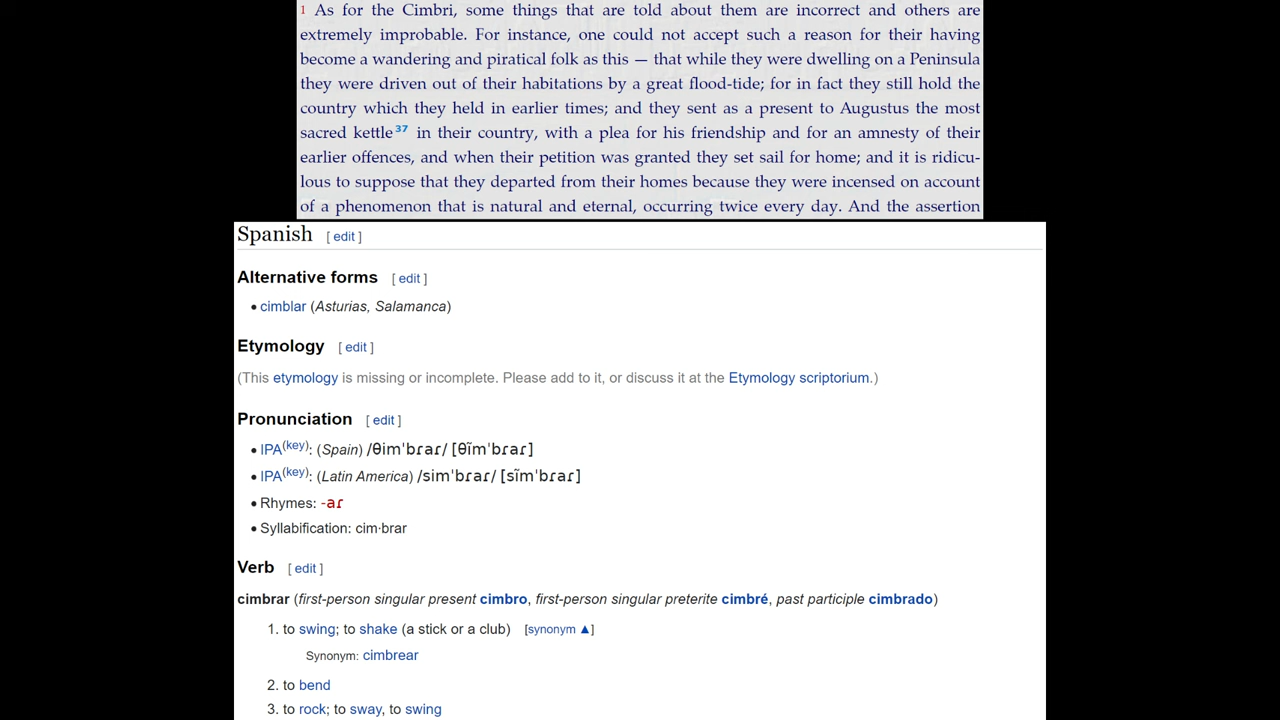 1 As for the Cimbri, some things that are told about them are incorrect and others are
extremely improbable. For instance, one could not accept such a reason for their having
become a wandering and piratical folk as this — that while they were dwelling on a Peninsula
they were driven out of their habitations by a great flood-tide; for in fact they still hold the
country which they held in earlier times; and they sent as a present to Augustus the most
sacred kettle37 in their country, with a plea for his friendship and for an amnesty of their
earlier offences, and when their petition was granted they set sail for home; and it is ridicu-
lous to suppose that they departed from their homes because they were incensed on account
of a phenomenon that is natural and eternal, occurring twice every day. And the assertion
Spanish [ edit ]
Alternative forms [ edit ]
• cimblar (Asturias, Salamanca)
Etymology [ edit ]
(This etymology is missing or incomplete. Please add to it, or discuss it at the Etymology scriptorium.)
Pronunciation [ edit ]
• IPA(key): (Spain) /θimˈbɾaɾ/ [θĩmˈbɾaɾ]
• IPA(key): (Latin America) /simˈbɾaɾ/ [sĩmˈbɾaɾ]
• Rhymes: -aɾ
• Syllabification: cim‧brar
Verb [ edit ]
cimbrar (first-person singular present cimbro, first-person singular preterite cimbré, past participle cimbrado)
1. to swing; to shake (a stick or a club) [synonym ▲]
Synonym: cimbrear
2. to bend
3. to rock; to sway, to swing